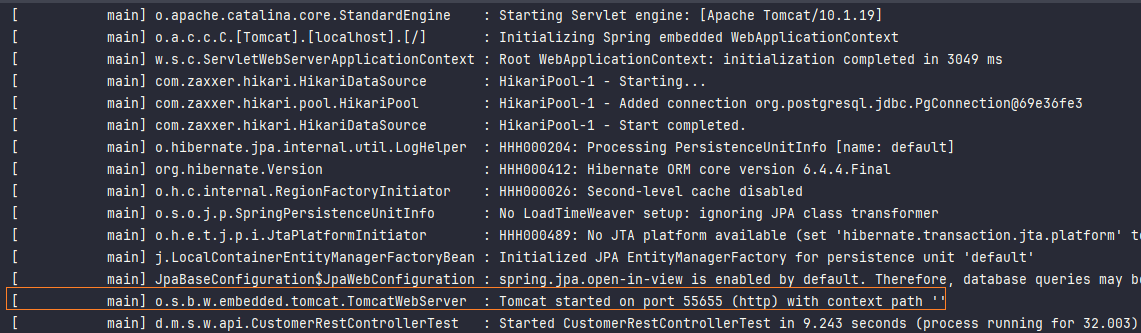 [           main] o.apache.catalina.core.StandardEngine    : Starting Servlet engine: [Apache Tomcat/10.1.19]
[           main] o.a.c.c.C.[Tomcat].[localhost].[/]       : Initializing Spring embedded WebApplicationContext
[           main] w.s.c.ServletWebServerApplicationContext : Root WebApplicationContext: initialization completed in 3049 ms
[           main] com.zaxxer.hikari.HikariDataSource       : HikariPool-1 - Starting...
[           main] com.zaxxer.hikari.pool.HikariPool        : HikariPool-1 - Added connection org.postgresql.jdbc.PgConnection@69e36fe3
[           main] com.zaxxer.hikari.HikariDataSource       : HikariPool-1 - Start completed.
[           main] o.hibernate.jpa.internal.util.LogHelper  : HHH000204: Processing PersistenceUnitInfo [name: default]
[           main] org.hibernate.Version                    : HHH000412: Hibernate ORM core version 6.4.4.Final
[           main] o.h.c.internal.RegionFactoryInitiator    : HHH000026: Second-level cache disabled
[           main] o.s.o.j.p.SpringPersistenceUnitInfo      : No LoadTimeWeaver setup: ignoring JPA class transformer
[           main] o.h.e.t.j.p.i.JtaPlatformInitiator       : HHH000489: No JTA platform available (set 'hibernate.transaction.jta.platform' to
[           main] j.LocalContainerEntityManagerFactoryBean : Initialized JPA EntityManagerFactory for persistence unit 'default'
[           main] JpaBaseConfiguration$JpaWebConfiguration : spring.jpa.open-in-view is enabled by default. Therefore, database queries may be
[           main] o.s.b.w.embedded.tomcat.TomcatWebServer  : Tomcat started on port 55655 (http) with context path ''
[           main] d.m.s.w.api.CustomerRestControllerTest   : Started CustomerRestControllerTest in 9.243 seconds (process running for 32.003)